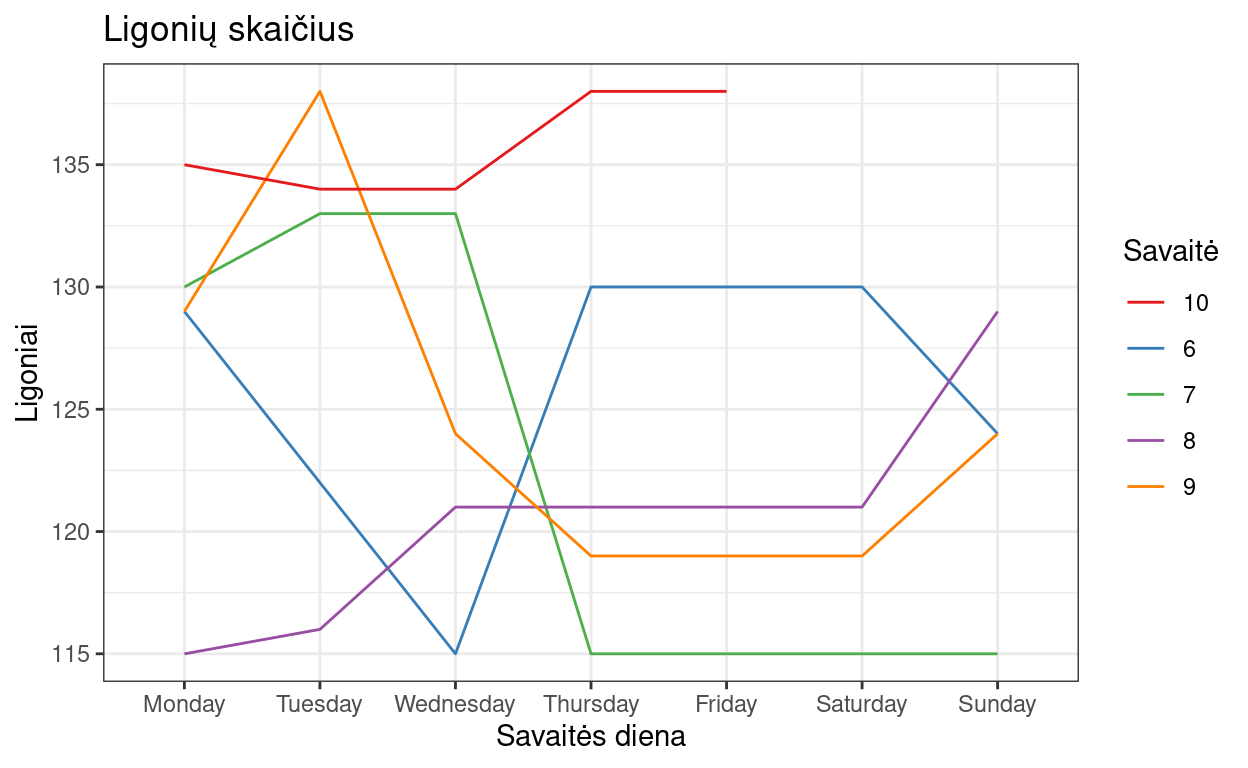 Ligonių skaičius
135
130
125
120
115
Ligoniai
Monday Tuesday Wednesday Thursday Friday Saturday Sunday
Savaitės diena
Savaitė
10
6
7
8
9